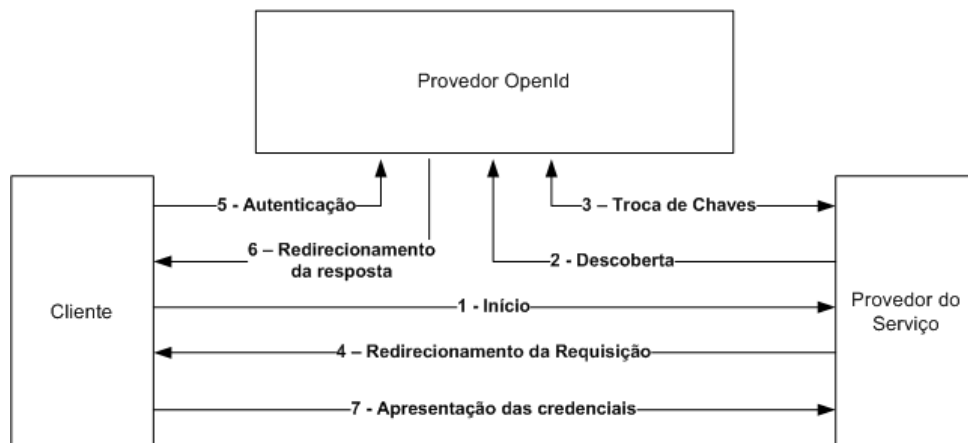 Provedor OpenId
5 - Autenticação
3 – Troca de Chaves
6 – Redirecionamento
da resposta
2 - Descoberta
1 - Início
Cliente
Provedor do
Serviço
4 – Redirecionamento da Requisição
7 - Apresentação das credenciais